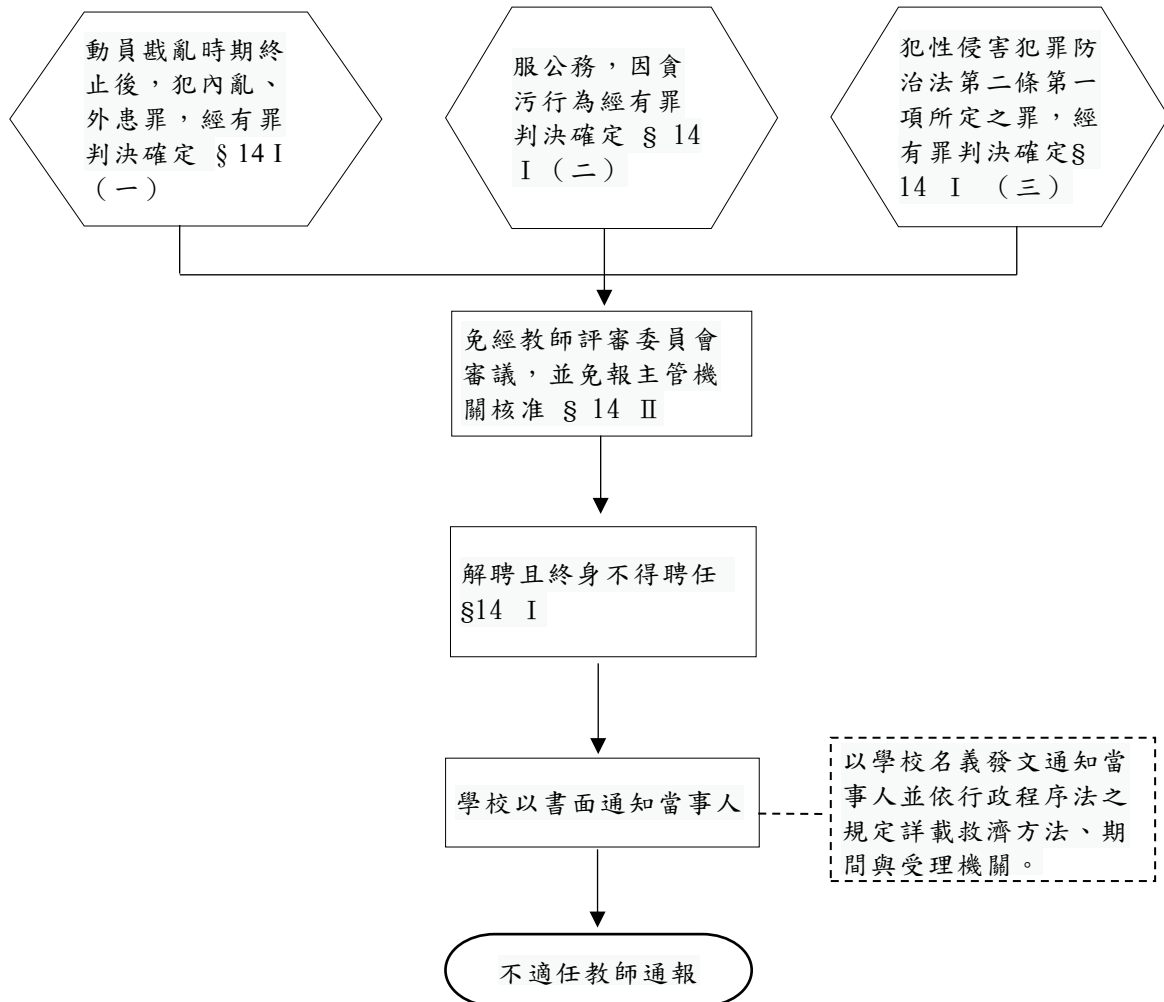 動員戡亂時期終
止後，犯內亂、
外患罪，經有罪
判決確定 §14I
（一）
服公務，因貪
污行為經有罪
判決確定 § 14
Ⅰ（二）
犯性侵害犯罪防
治法第二條第一
項所定之罪，經
有罪判決確定§
14 Ⅰ （三）
免經教師評審委員會
審議，並免報主管機
關核准 § 14 Ⅱ
解聘且終身不得聘任
§14 Ⅰ
學校以書面通知當事人
以學校名義發文通知當
事人並依行政程序法之
規定詳載救濟方法、期
間與受理機關。
不適任教師通報